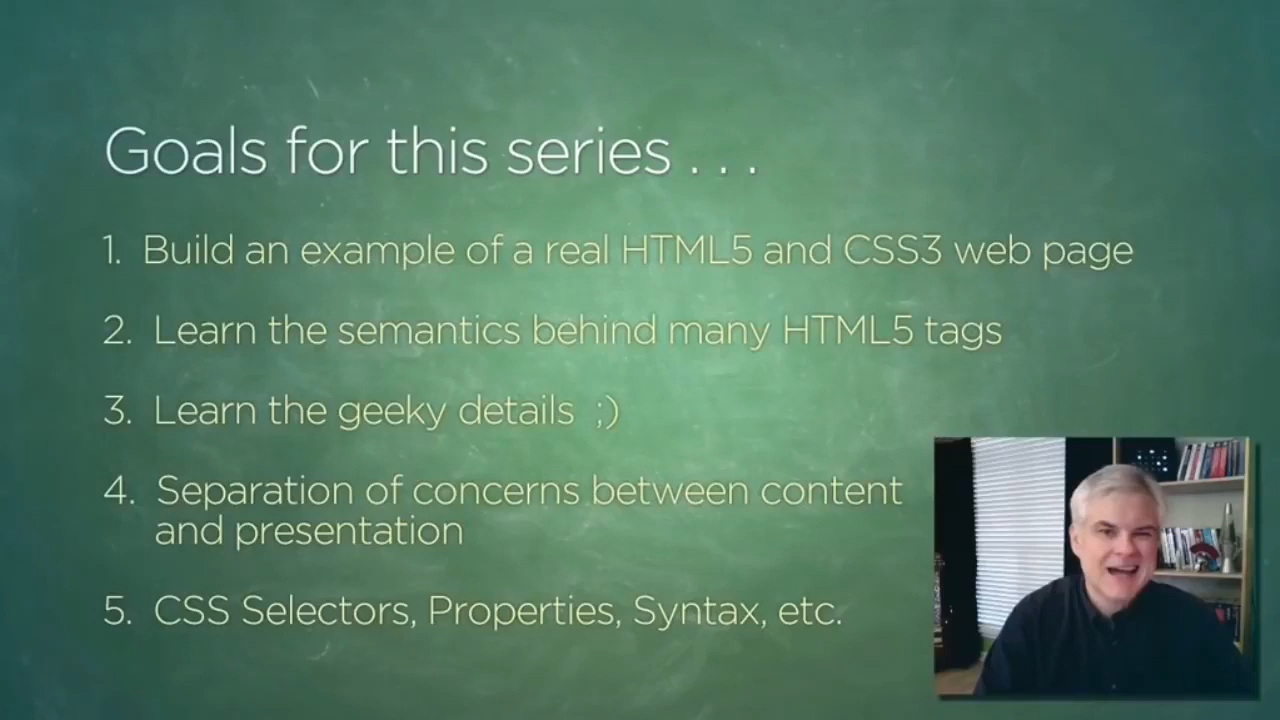 Goals for this series . . .
1. Build an example of a real HTML5 and CSS3 web page
2. Learn the semantics behind many HTML5 tags
3. Learn the geeky details ;)
4. Separation of concerns between content
and presentation
5. CSS Selectors, Properties, Syntax, etc.